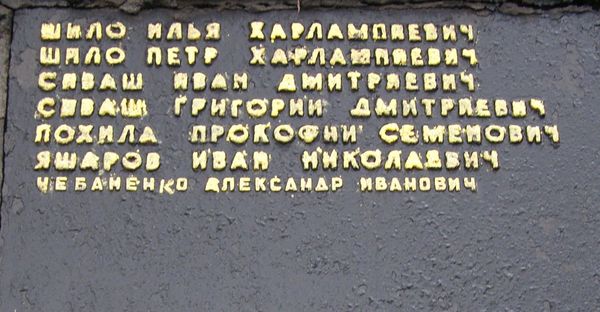 ШИЛО ИЛЬЯ ХАРЛАМПИЕВИЧ
ШИЛО ПЕТР ХАРЛАМПИЕВИЧ
СИВАШ ИВАН ДМИТРИЕВИЧ
СИВАШ ГРИГОРИЙ ДМИТРИЕВИЧ
ПОХИЛА ПРОКОФИЙ СЕМЕНОВИЧ
ЯШАРОВ ИВАН НИКОЛАЕВИЧ
ЧЕБАНЕНКО АЛЕКСАНДР ИВАНОВИЧ